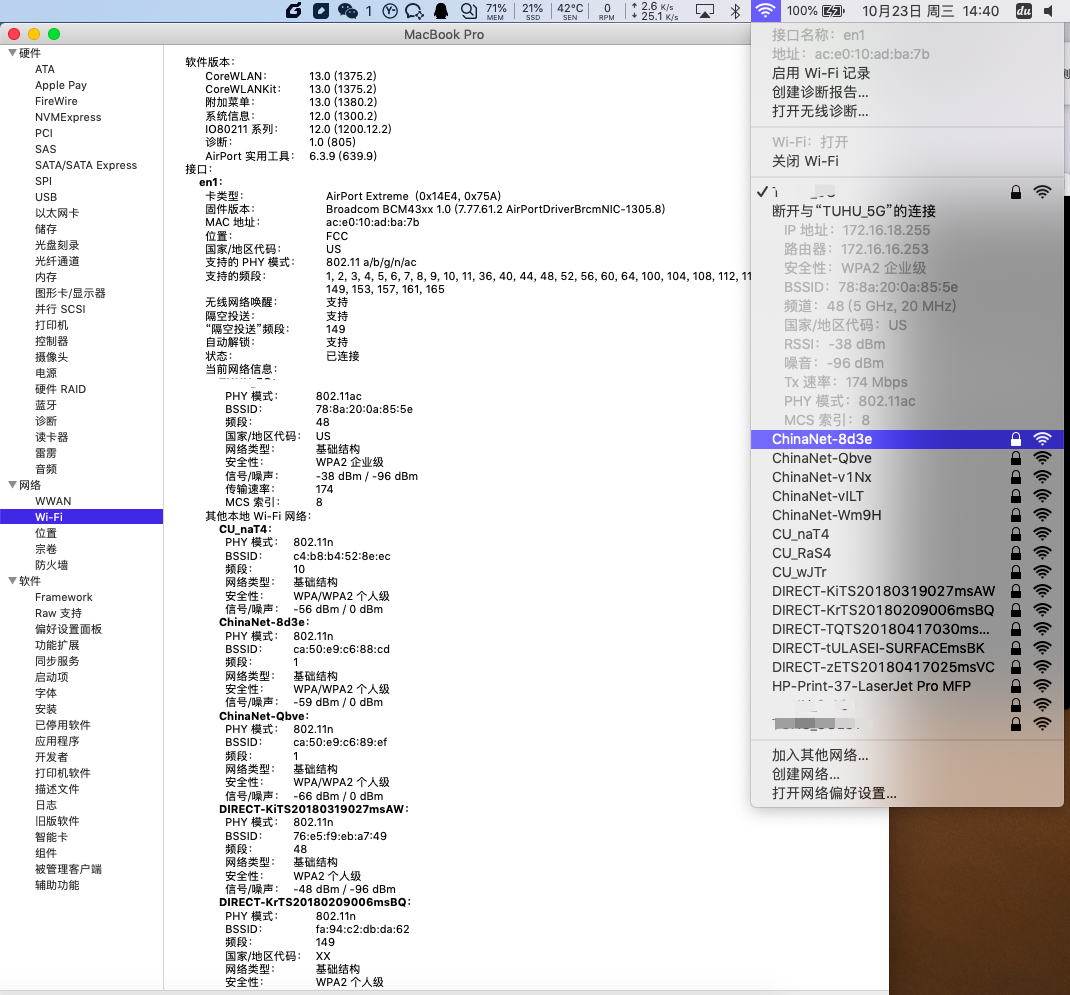 1 71% MEM 21% SSD 42°C SEN 0 RPM 2.6 K/s 25.1 K/s 100% 10月23日 周三 14:40 du
MacBook Pro
硬件
ATA
Apple Pay
FireWire
NVMExpress
PCI
SAS
SATA/SATA Express
SPI
USB
以太网卡
储存
光盘刻录
光纤通道
内存
图形卡/显示器
并行 SCSI
打印机
控制器
摄像头
电源
硬件 RAID
蓝牙
诊断
读卡器
雷雳
音频
网络
WWAN
Wi-Fi
位置
宗卷
防火墙
软件
Framework
Raw 支持
偏好设置面板
功能扩展
同步服务
启动项
字体
安装
已停用软件
应用程序
开发者
打印机软件
描述文件
日志
旧版软件
智能卡
组件
被管理客户端
辅助功能
软件版本:
CoreWLAN: 13.0 (1375.2)
CoreWLANKit: 13.0 (1375.2)
附加菜单: 13.0 (1380.2)
系统信息: 12.0 (1300.2)
IO80211 系列: 12.0 (1200.12.2)
诊断: 1.0 (805)
AirPort 实用工具: 6.3.9 (639.9)
接口:
en1:
卡类型: AirPort Extreme (0x14E4, 0x75A)
固件版本: Broadcom BCM43xx 1.0 (7.77.61.2 AirPortDriverBrcmNIC-1305.8)
MAC 地址: ac:e0:10:ad:ba:7b
位置: FCC
国家/地区代码: US
支持的 PHY 模式: 802.11 a/b/g/n/ac
支持的频段: 1, 2, 3, 4, 5, 6, 7, 8, 9, 10, 11, 36, 40, 44, 48, 52, 56, 60, 64, 100, 104, 108, 112, 11
149, 153, 157, 161, 165
无线网络唤醒: 支持
隔空投送: 支持
“隔空投送”频段: 149
自动解锁: 支持
状态: 已连接
当前网络信息:
PHY 模式: 802.11ac
BSSID: 78:8a:20:0a:85:5e
频段: 48
国家/地区代码: US
网络类型: 基础结构
安全性: WPA2 企业级
信号/噪声: -38 dBm / -96 dBm
传输速率: 174
MCS 索引: 8
其他本地 Wi-Fi 网络:
CU_naT4:
PHY 模式: 802.11n
BSSID: c4:b8:b4:52:8e:ec
频段: 10
网络类型: 基础结构
安全性: WPA/WPA2 个人级
信号/噪声: -56 dBm / 0 dBm
ChinaNet-8d3e:
PHY 模式: 802.11n
BSSID: ca:50:e9:c6:88:cd
频段: 1
网络类型: 基础结构
安全性: WPA/WPA2 个人级
信号/噪声: -59 dBm / 0 dBm
ChinaNet-Qbve:
PHY 模式: 802.11n
BSSID: ca:50:e9:c6:89:ef
频段: 1
网络类型: 基础结构
安全性: WPA/WPA2 个人级
信号/噪声: -66 dBm / 0 dBm
DIRECT-KiTS20180319027msAW:
PHY 模式: 802.11n
BSSID: 76:e5:f9:eb:a7:49
频段: 48
网络类型: 基础结构
安全性: WPA2 个人级
信号/噪声: -48 dBm / -96 dBm
DIRECT-KrTS20180209006msBQ:
PHY 模式: 802.11n
BSSID: fa:94:c2:db:da:62
频段: 149
国家/地区代码: XX
网络类型: 基础结构
安全性: WPA2 个人级
接口名称: en1
地址: ac:e0:10:ad:ba:7b
启用 Wi-Fi 记录
创建诊断报告...
打开无线诊断...
Wi-Fi: 打开
关闭 Wi-Fi
断开与“TUHU_5G”的连接
IP 地址: 172.16.18.255
路由器: 172.16.16.253
安全性: WPA2 企业级
BSSID: 78:8a:20:0a:85:5e
频道: 48 (5 GHz, 20 MHz)
国家/地区代码: US
RSSI: -38 dBm
噪音: -96 dBm
Tx 速率: 174 Mbps
PHY 模式: 802.11ac
MCS 索引: 8
ChinaNet-8d3e
ChinaNet-Qbve
ChinaNet-v1Nx
ChinaNet-vILT
ChinaNet-Wm9H
CU_naT4
CU_RaS4
CU_wJTr
DIRECT-KiTS20180319027msAW
DIRECT-KrTS20180209006msBQ
DIRECT-TQTS20180417030ms...
DIRECT-tULASEI-SURFACEmsBK
DIRECT-zETS20180417025msVC
HP-Print-37-LaserJet Pro MFP
加入其他网络...
创建网络...
打开网络偏好设置...